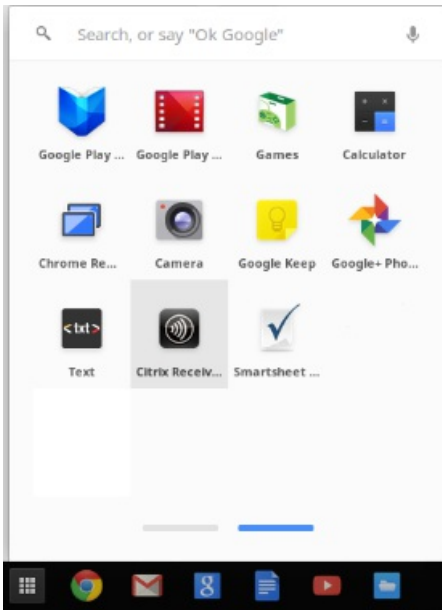 Search, or say "Ok Google"
Google Play ... Google Play ... Games Calculator
Chrome Re... Camera Google Keep Google+ Pho...
<txt>
Text Citrix Receiv... Smartsheet ...
8